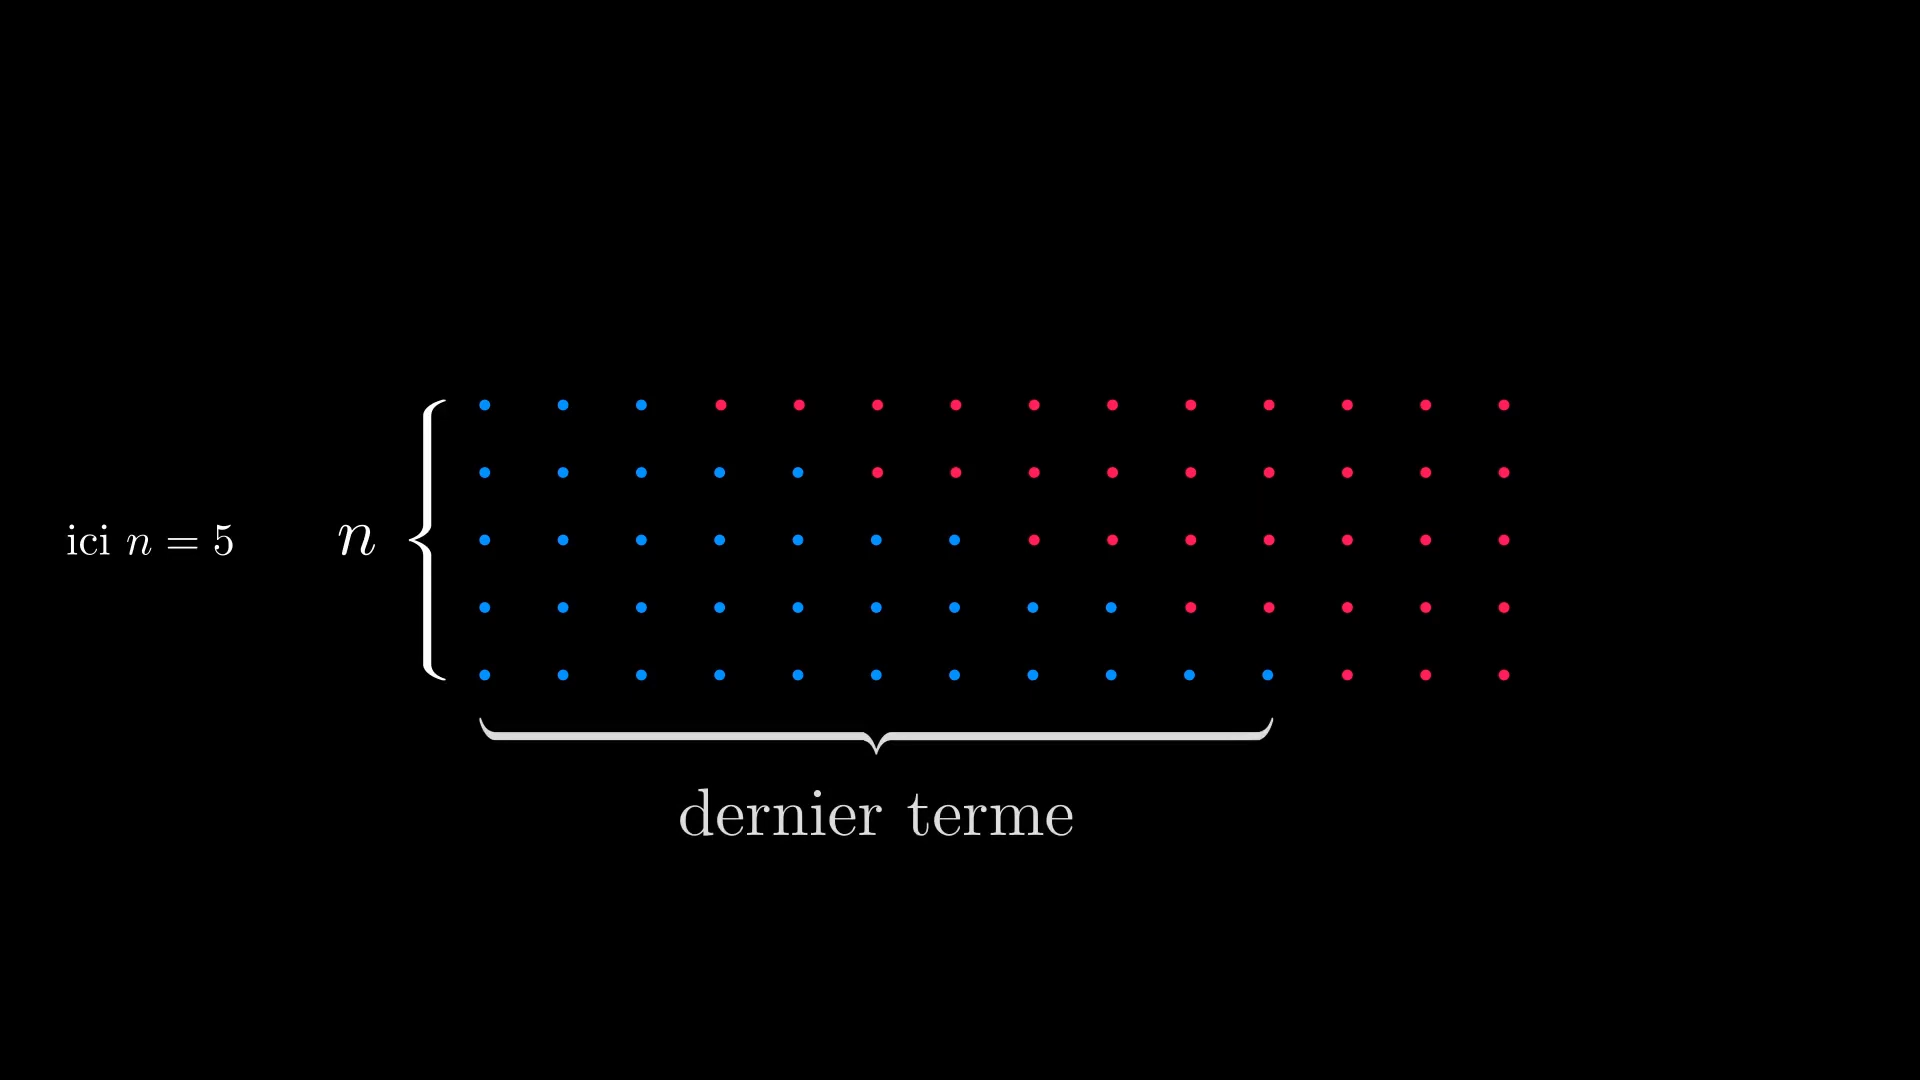 ici n = 5
n
dernier terme